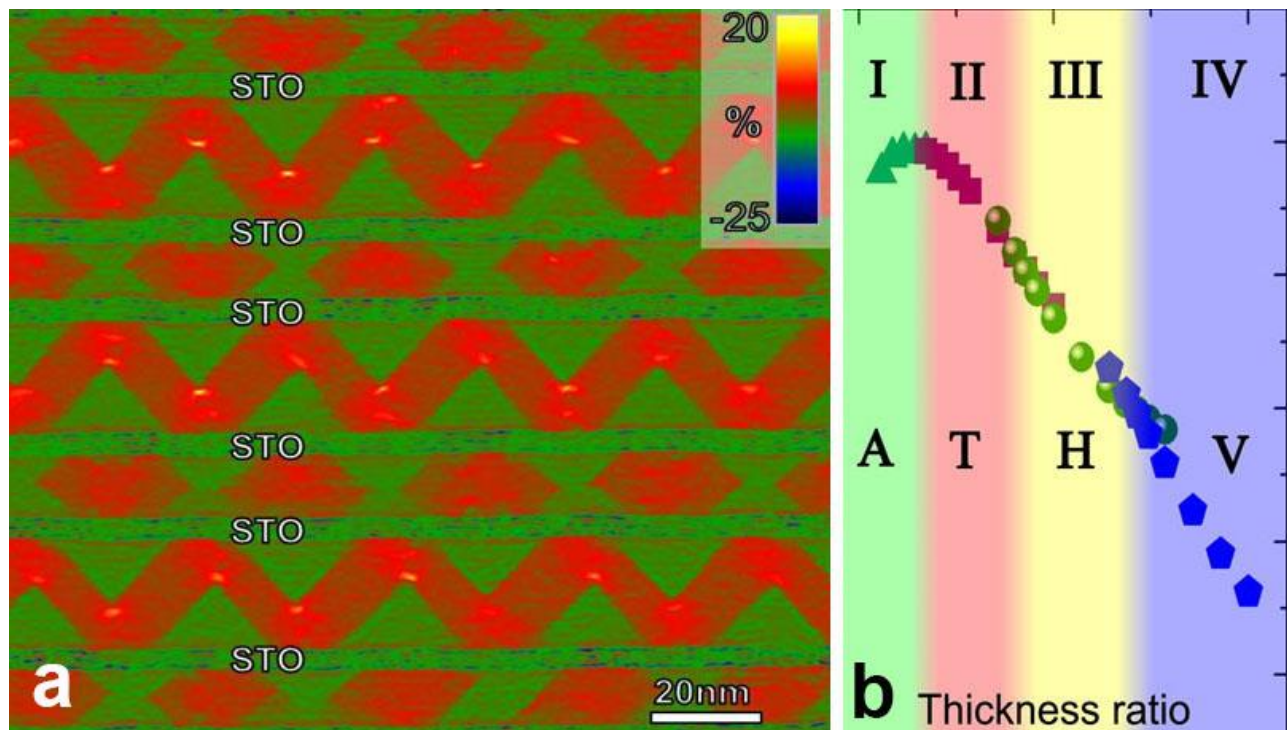 20
%
-25
STO
STO
STO
STO
STO
STO
a
20nm
I II III IV
A T H V
b
Thickness ratio